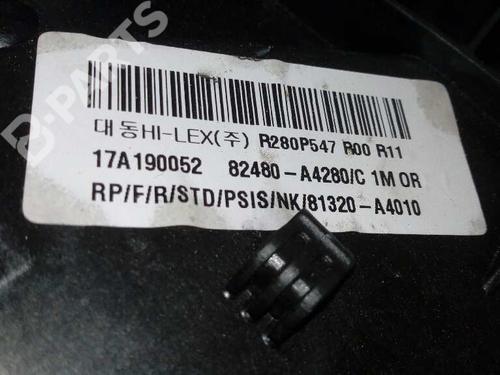 D-PARTS
대동HI-LEX(주) R280P547 R00 R11
17A190052 82480-A4280/C 1M OR
RP/F/R/STD/PSIS/NK/81320-A4010